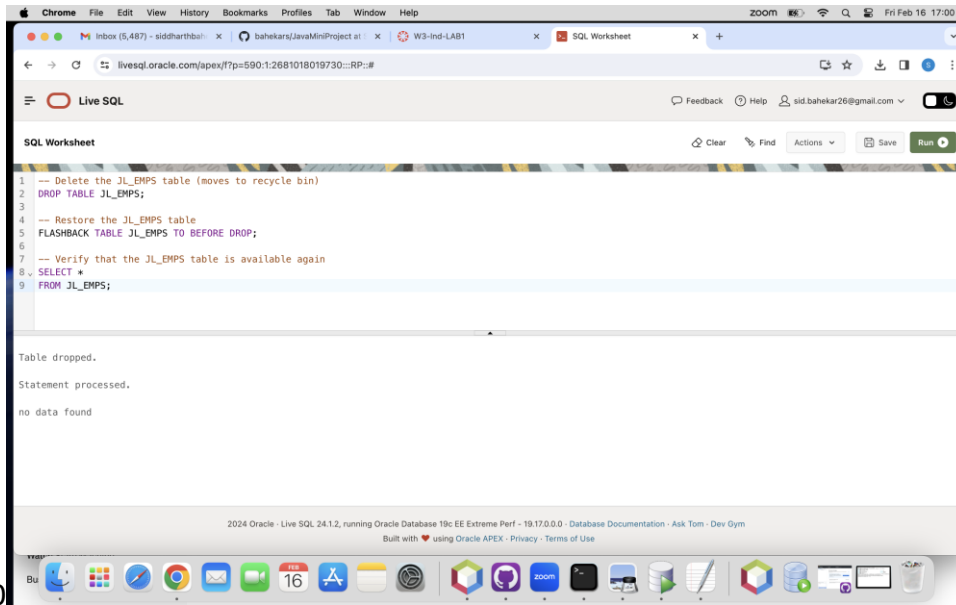 Chrome File Edit View History Bookmarks Profiles Tab Window Help zoom Fri Feb 16 17:00
Inbox (5,487) - siddharthbah bahekars/JavaMiniProject at W3-Ind-LAB1 SQL Worksheet
livesql.oracle.com/apex/f?p=590:1:2681018019730:::RP::#
S
Live SQL Feedback Help sid.bahekar26@gmail.com
SQL Worksheet Clear Find Actions Save Run
1 -- Delete the JL_EMPS table (moves to recycle bin)
2 DROP TABLE JL_EMPS;
3
4 -- Restore the JL_EMPS table
5 FLASHBACK TABLE JL_EMPS TO BEFORE DROP;
6
7 -- Verify that the JL_EMPS table is available again
8 SELECT *
9 FROM JL_EMPS;
Table dropped.
Statement processed.
no data found
2024 Oracle - Live SQL 24.1.2, running Oracle Database 19c EE Extreme Perf - 19.17.0.0.0 - Database Documentation - Ask Tom - Dev Gym
Built with ❤ using Oracle APEX - Privacy - Terms of Use
FEB
16
zoom
Bu